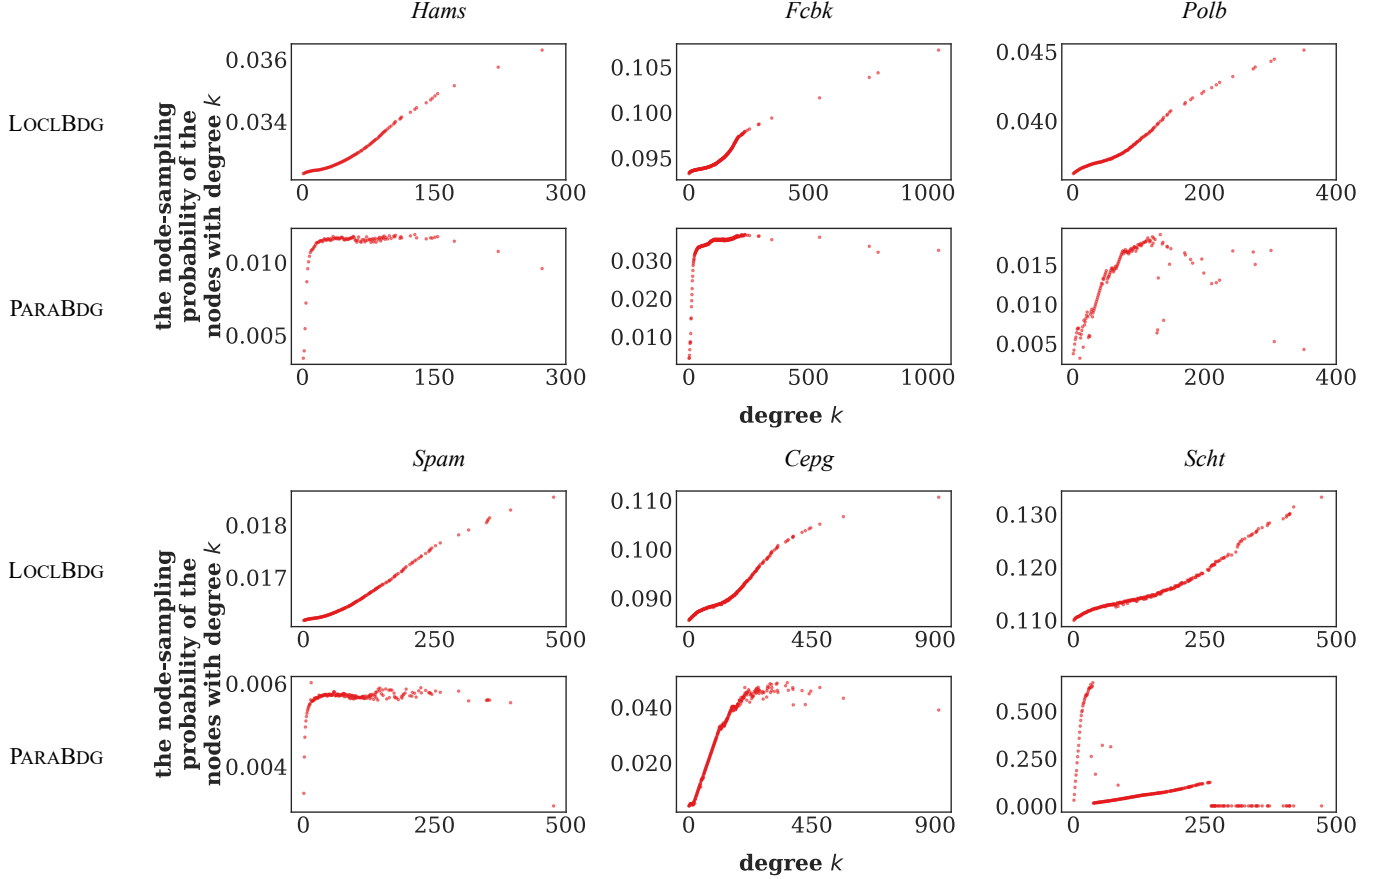 Hams Fcbk Polb
LOCLBDG
the node-sampling
probability of the
nodes with degree k
0.036
0.034
0 150 300
0.105
0.100
0.095
0 500 1000
0.045
0.040
0 200 400
PARABDG
0.010
0.005
0 150 300
0.030
0.020
0.010
0 500 1000
0.015
0.010
0.005
0 200 400
degree k
Spam Cepg Scht
LOCLBDG
the node-sampling
probability of the
nodes with degree k
0.018
0.017
0 250 500
0.110
0.100
0.090
0 450 900
0.130
0.120
0.110
0 250 500
PARABDG
0.006
0.004
0 250 500
0.040
0.020
0 450 900
0.500
0.250
0.000
0 250 500
degree k